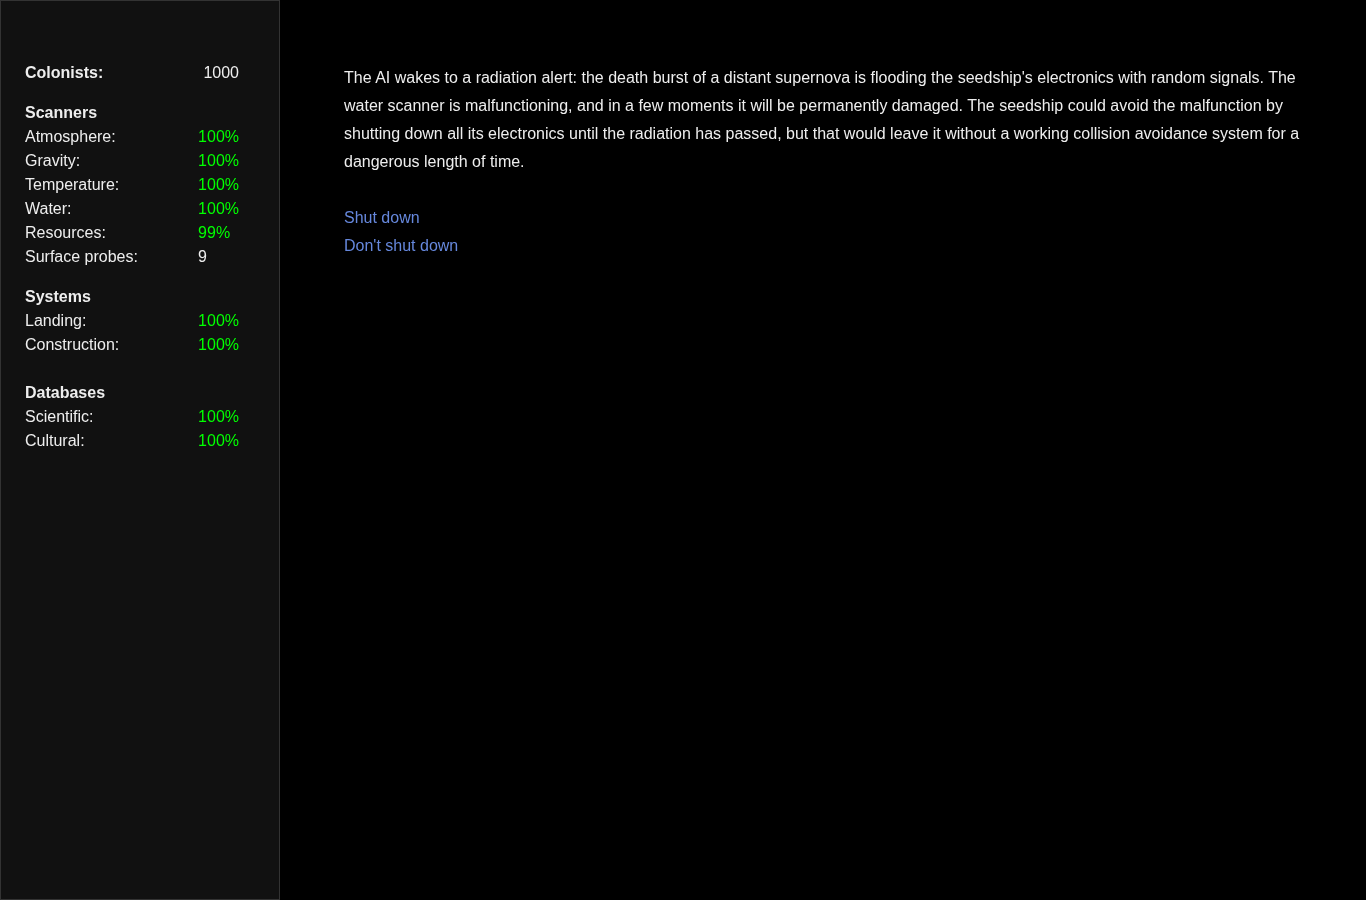 Colonists: 1000
Scanners
Atmosphere: 100%
Gravity: 100%
Temperature: 100%
Water: 100%
Resources: 99%
Surface probes: 9
Systems
Landing: 100%
Construction: 100%
Databases
Scientific: 100%
Cultural: 100%
The AI wakes to a radiation alert: the death burst of a distant supernova is flooding the seedship's electronics with random signals. The
water scanner is malfunctioning, and in a few moments it will be permanently damaged. The seedship could avoid the malfunction by
shutting down all its electronics until the radiation has passed, but that would leave it without a working collision avoidance system for a
dangerous length of time.
Shut down
Don't shut down